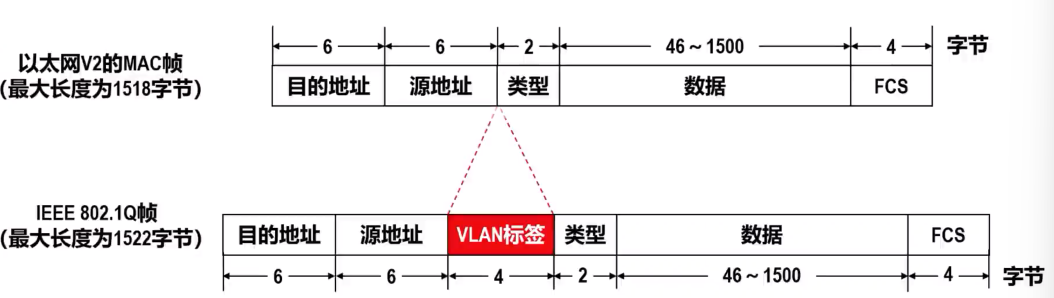 6 6 2 46~1500 4 字节
以太网V2的MAC帧
(最大长度为1518字节)
目的地址 源地址 类型 数据 FCS
IEEE 802.1Q帧
(最大长度为1522字节)
目的地址 源地址 VLAN标签 类型 数据 FCS
6 6 4 2 46~1500 4 字节